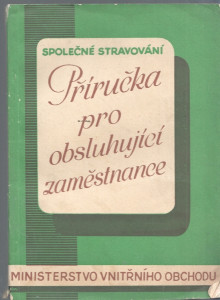 SPOLEČNÉ STRAVOVÁNÍ
Příručka
pro
obsluhující
zaměstnance
MINISTERSTVO VNITŘNÍHO OBCHODU